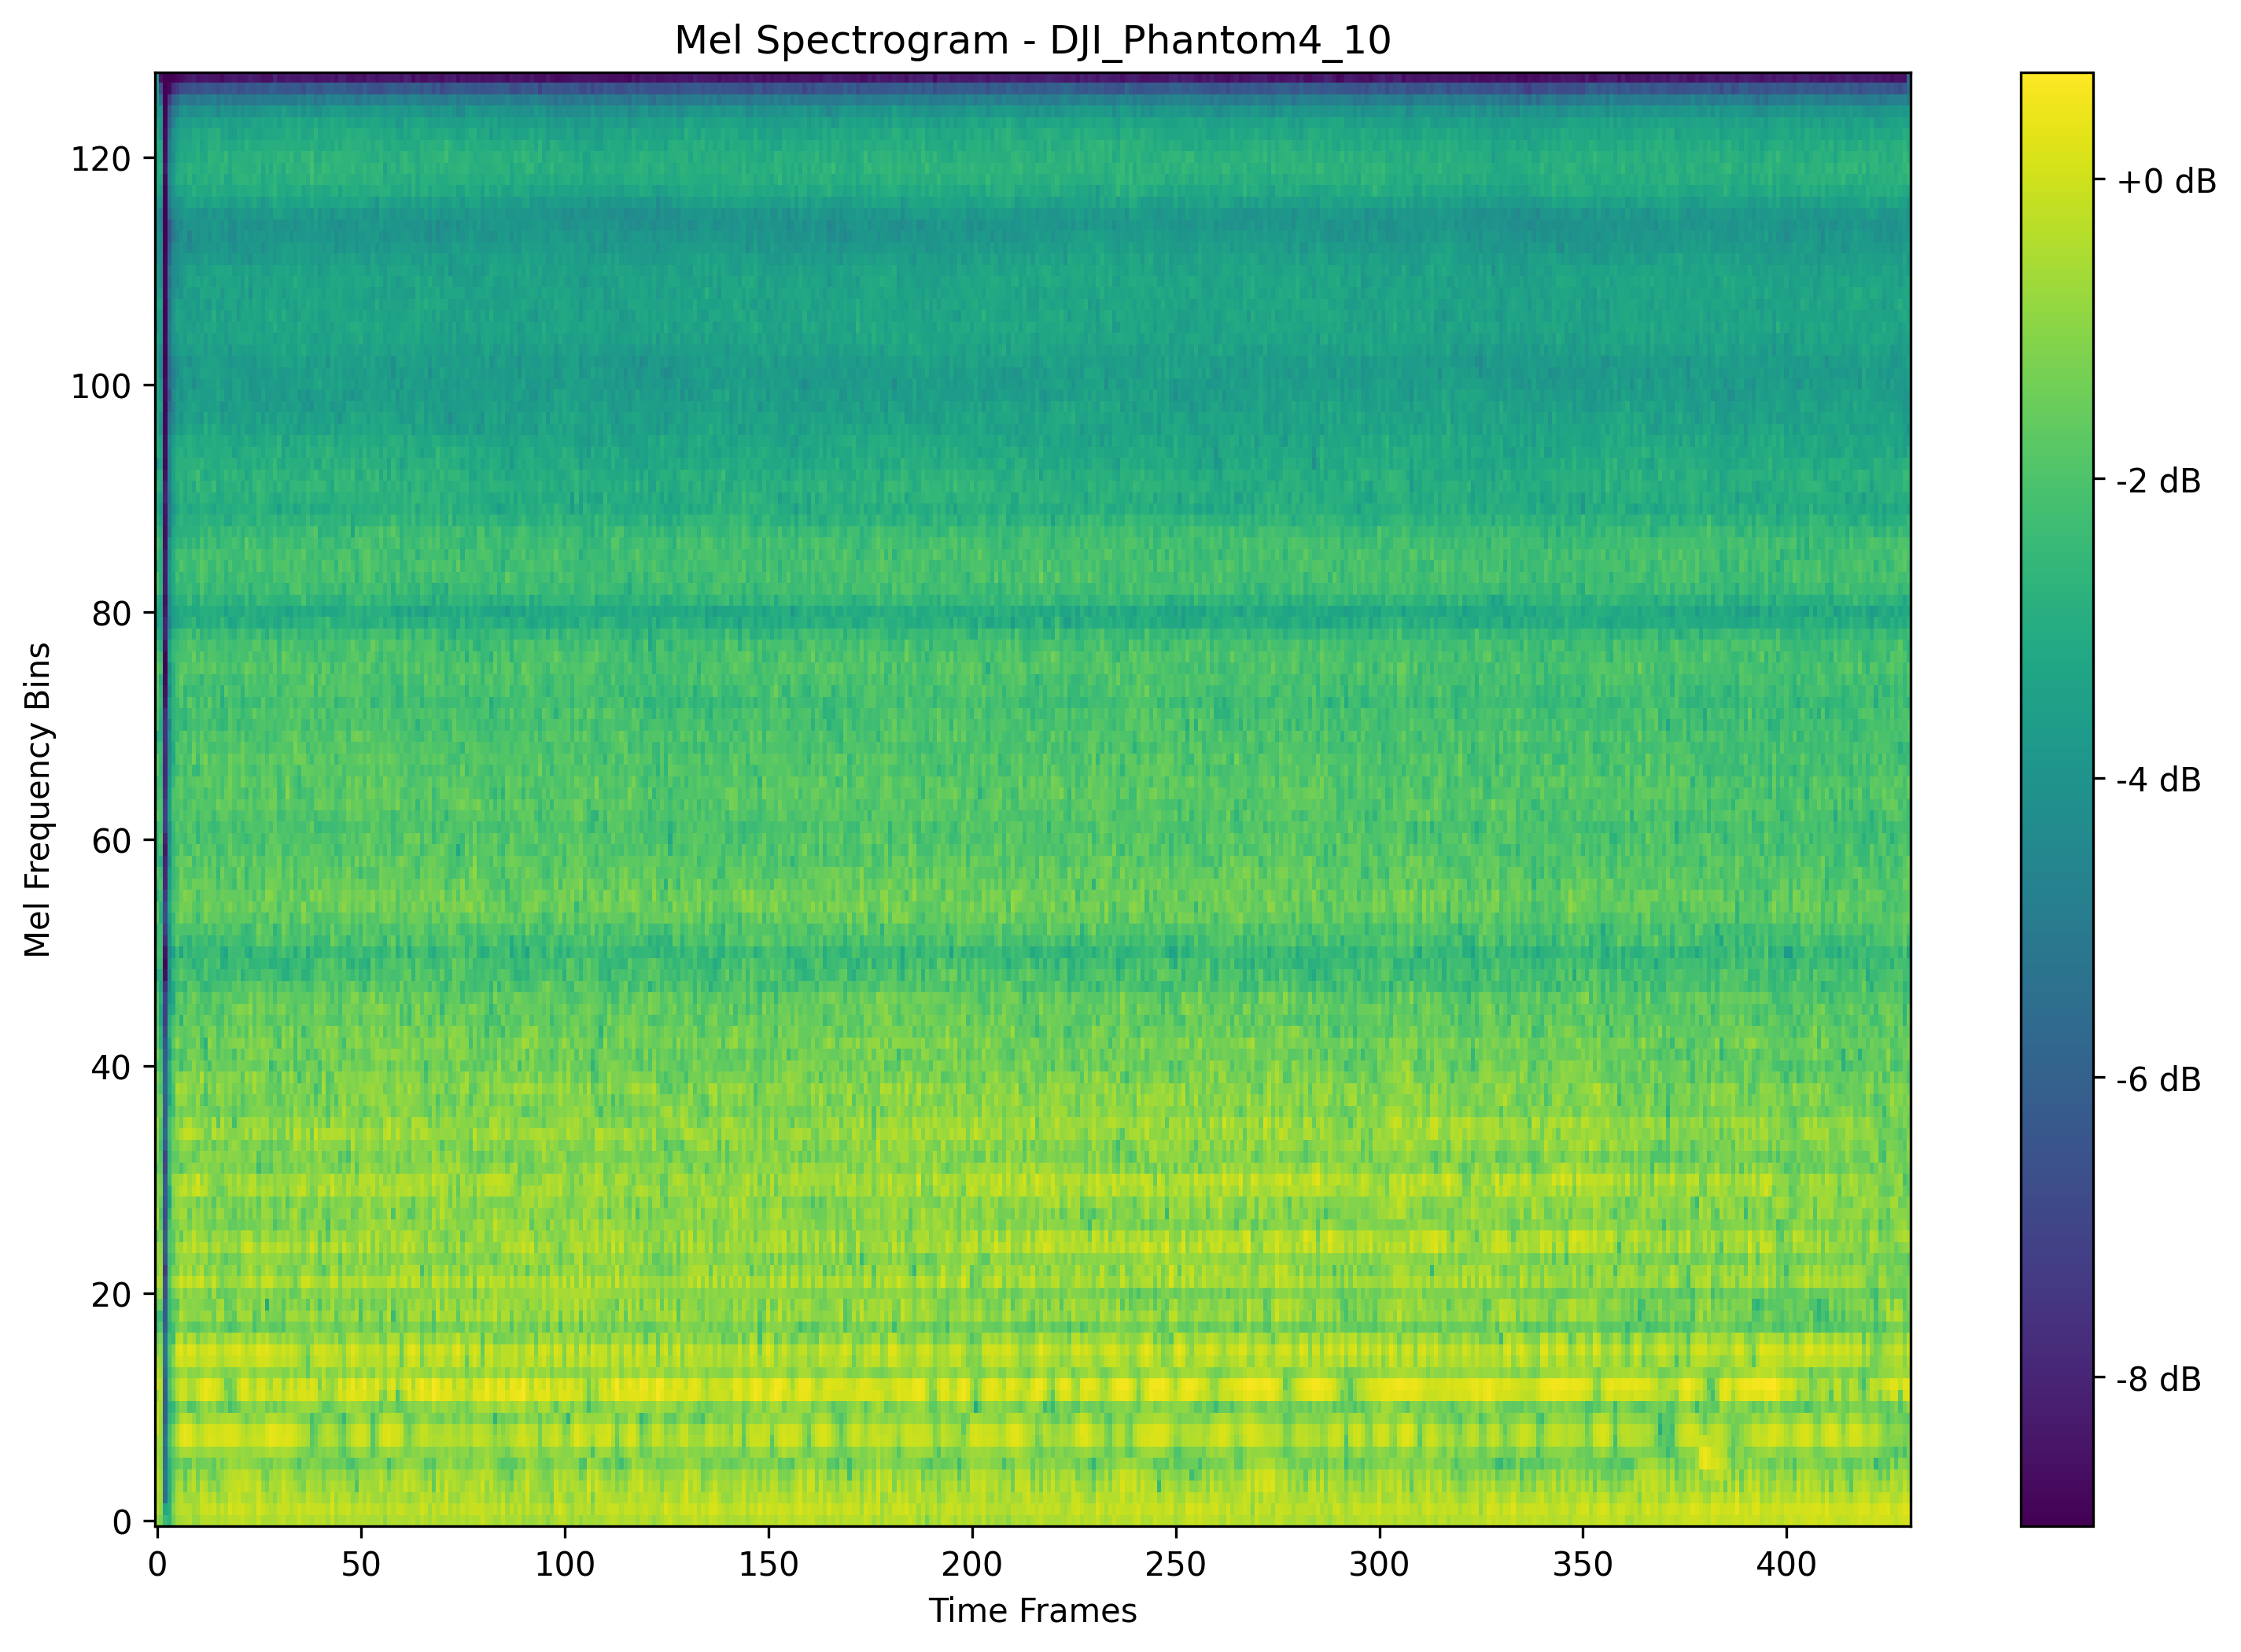 Mel Spectrogram - DJI_Phantom4_10
120
100
80
60
40
20
0
Mel Frequency Bins
0 50 100 150 200 250 300 350 400
Time Frames
+0 dB
-2 dB
-4 dB
-6 dB
-8 dB